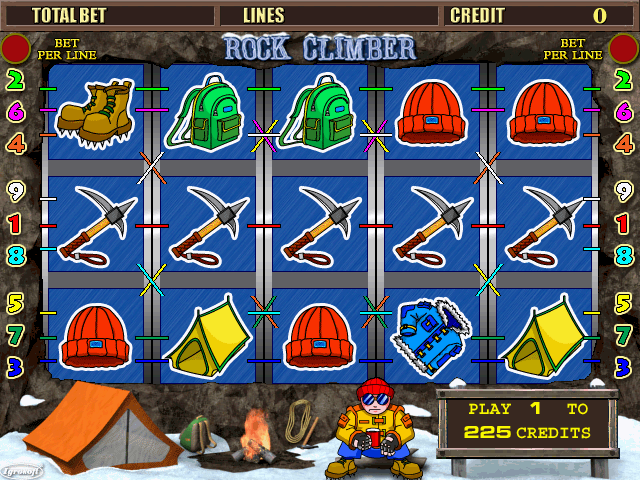 TOTAL BET LINES CREDIT 0
BET PER LINE
ROCK CLIMBER
BET PER LINE
2 2
6 6
4 4
9 9
1 1
8 8
5 5
7 7
3 3
PLAY 1 TO
225 CREDITS
Igrosoft